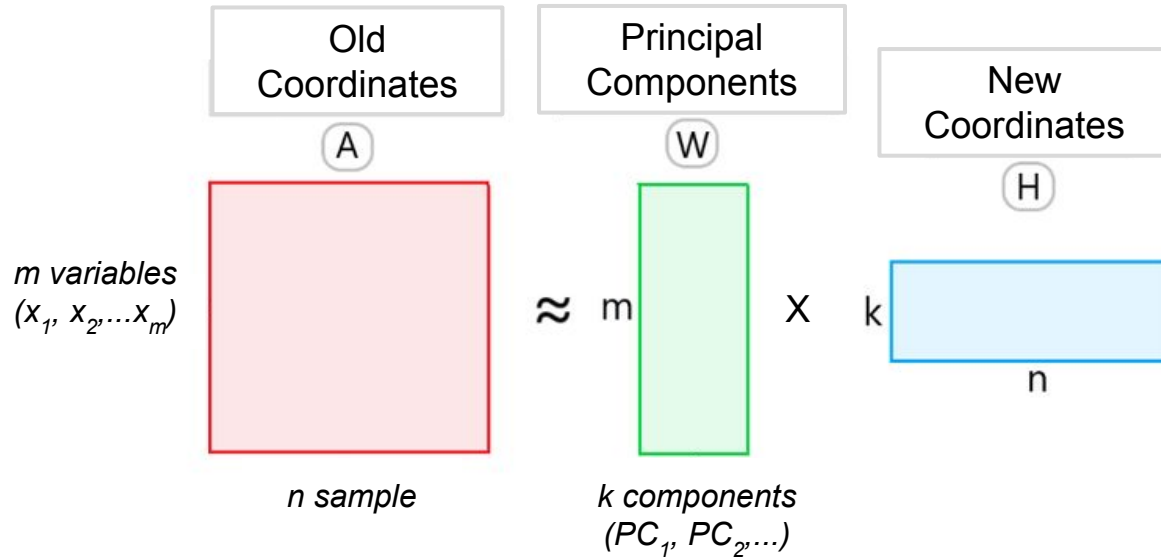 Old
Coordinates
A
Principal
Components
W
New
Coordinates
H
m variables
(x₁, x₂,...xₘ)
≈
m
X
k
n
n sample
k components
(PC₁, PC₂,...)